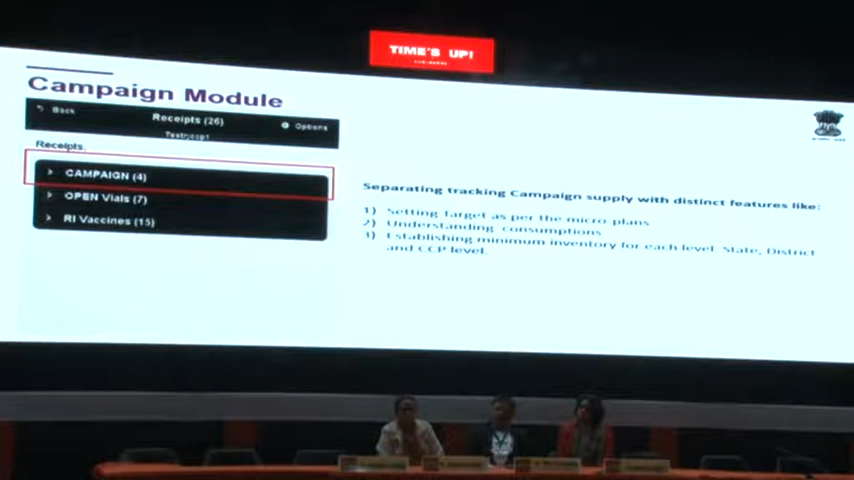 TIME'S UP!
Campaign Module
Back
Receipts (26)
Options
Receipts
CAMPAIGN (4)
OPEN Vials (7)
RI Vaccines (15)
Separating tracking Campaign supply with distinct features like:
1) Setting Target as per the micro plans
2) Understanding consumptions
3) Establishing minimum inventory for each level. State, District
and CCP level.